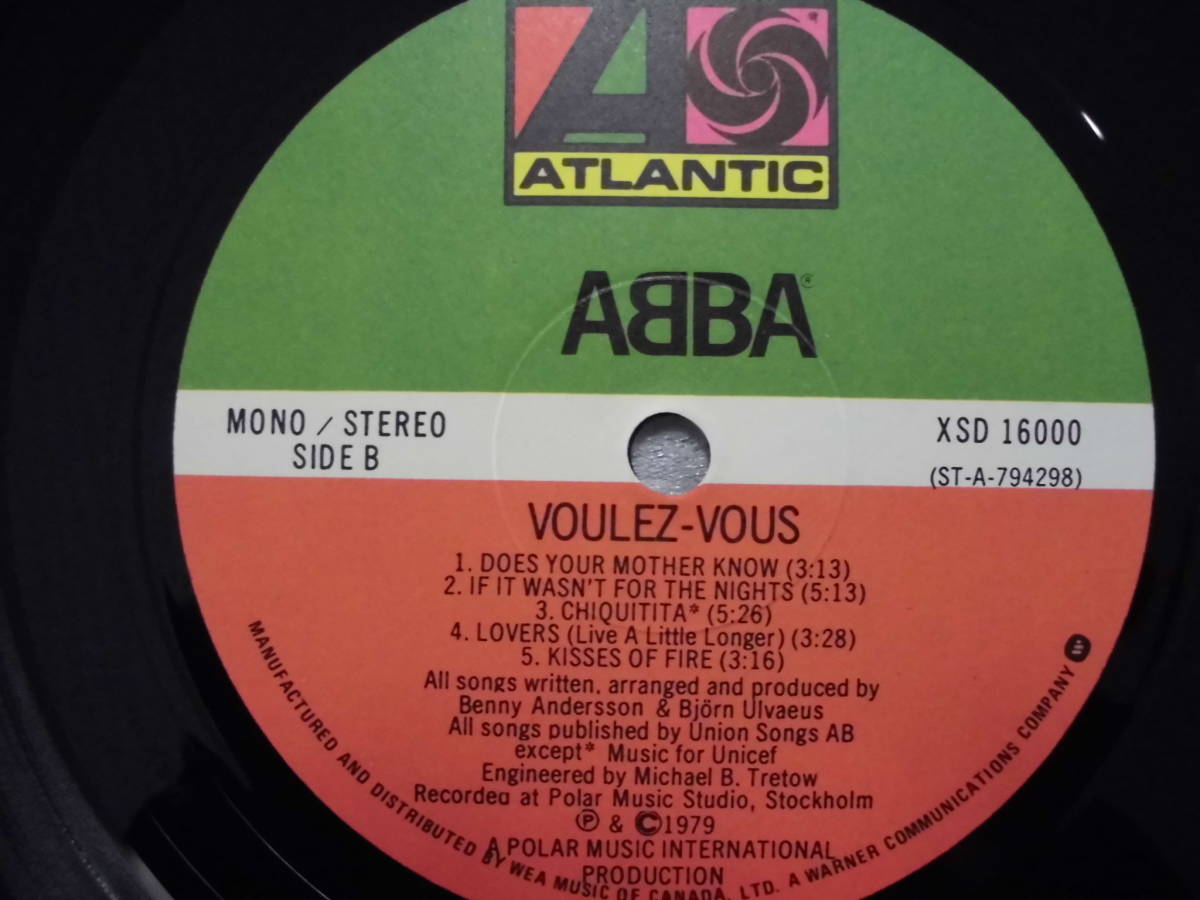 ATLANTIC
ABBA®
MONO / STEREO
SIDE B
XSD 16000
(ST-A-794298)
VOULEZ-VOUS
1. DOES YOUR MOTHER KNOW (3:13)
2. IF IT WASN'T FOR THE NIGHTS (5:13)
3. CHIQUITITA* (5:26)
4. LOVERS (Live A Little Longer) (3:28)
5. KISSES OF FIRE (3:16)
All songs written, arranged and produced by
Benny Andersson & Björn Ulvaeus
All songs published by Union Songs AB
except* Music for Unicef
Engineered by Michael B. Tretow
Recorded at Polar Music Studio, Stockholm
℗ & ©1979
A POLAR MUSIC INTERNATIONAL
PRODUCTION
MANUFACTURED AND DISTRIBUTED BY WEA MUSIC OF CANADA, LTD. A WARNER COMMUNICATIONS COMPANY